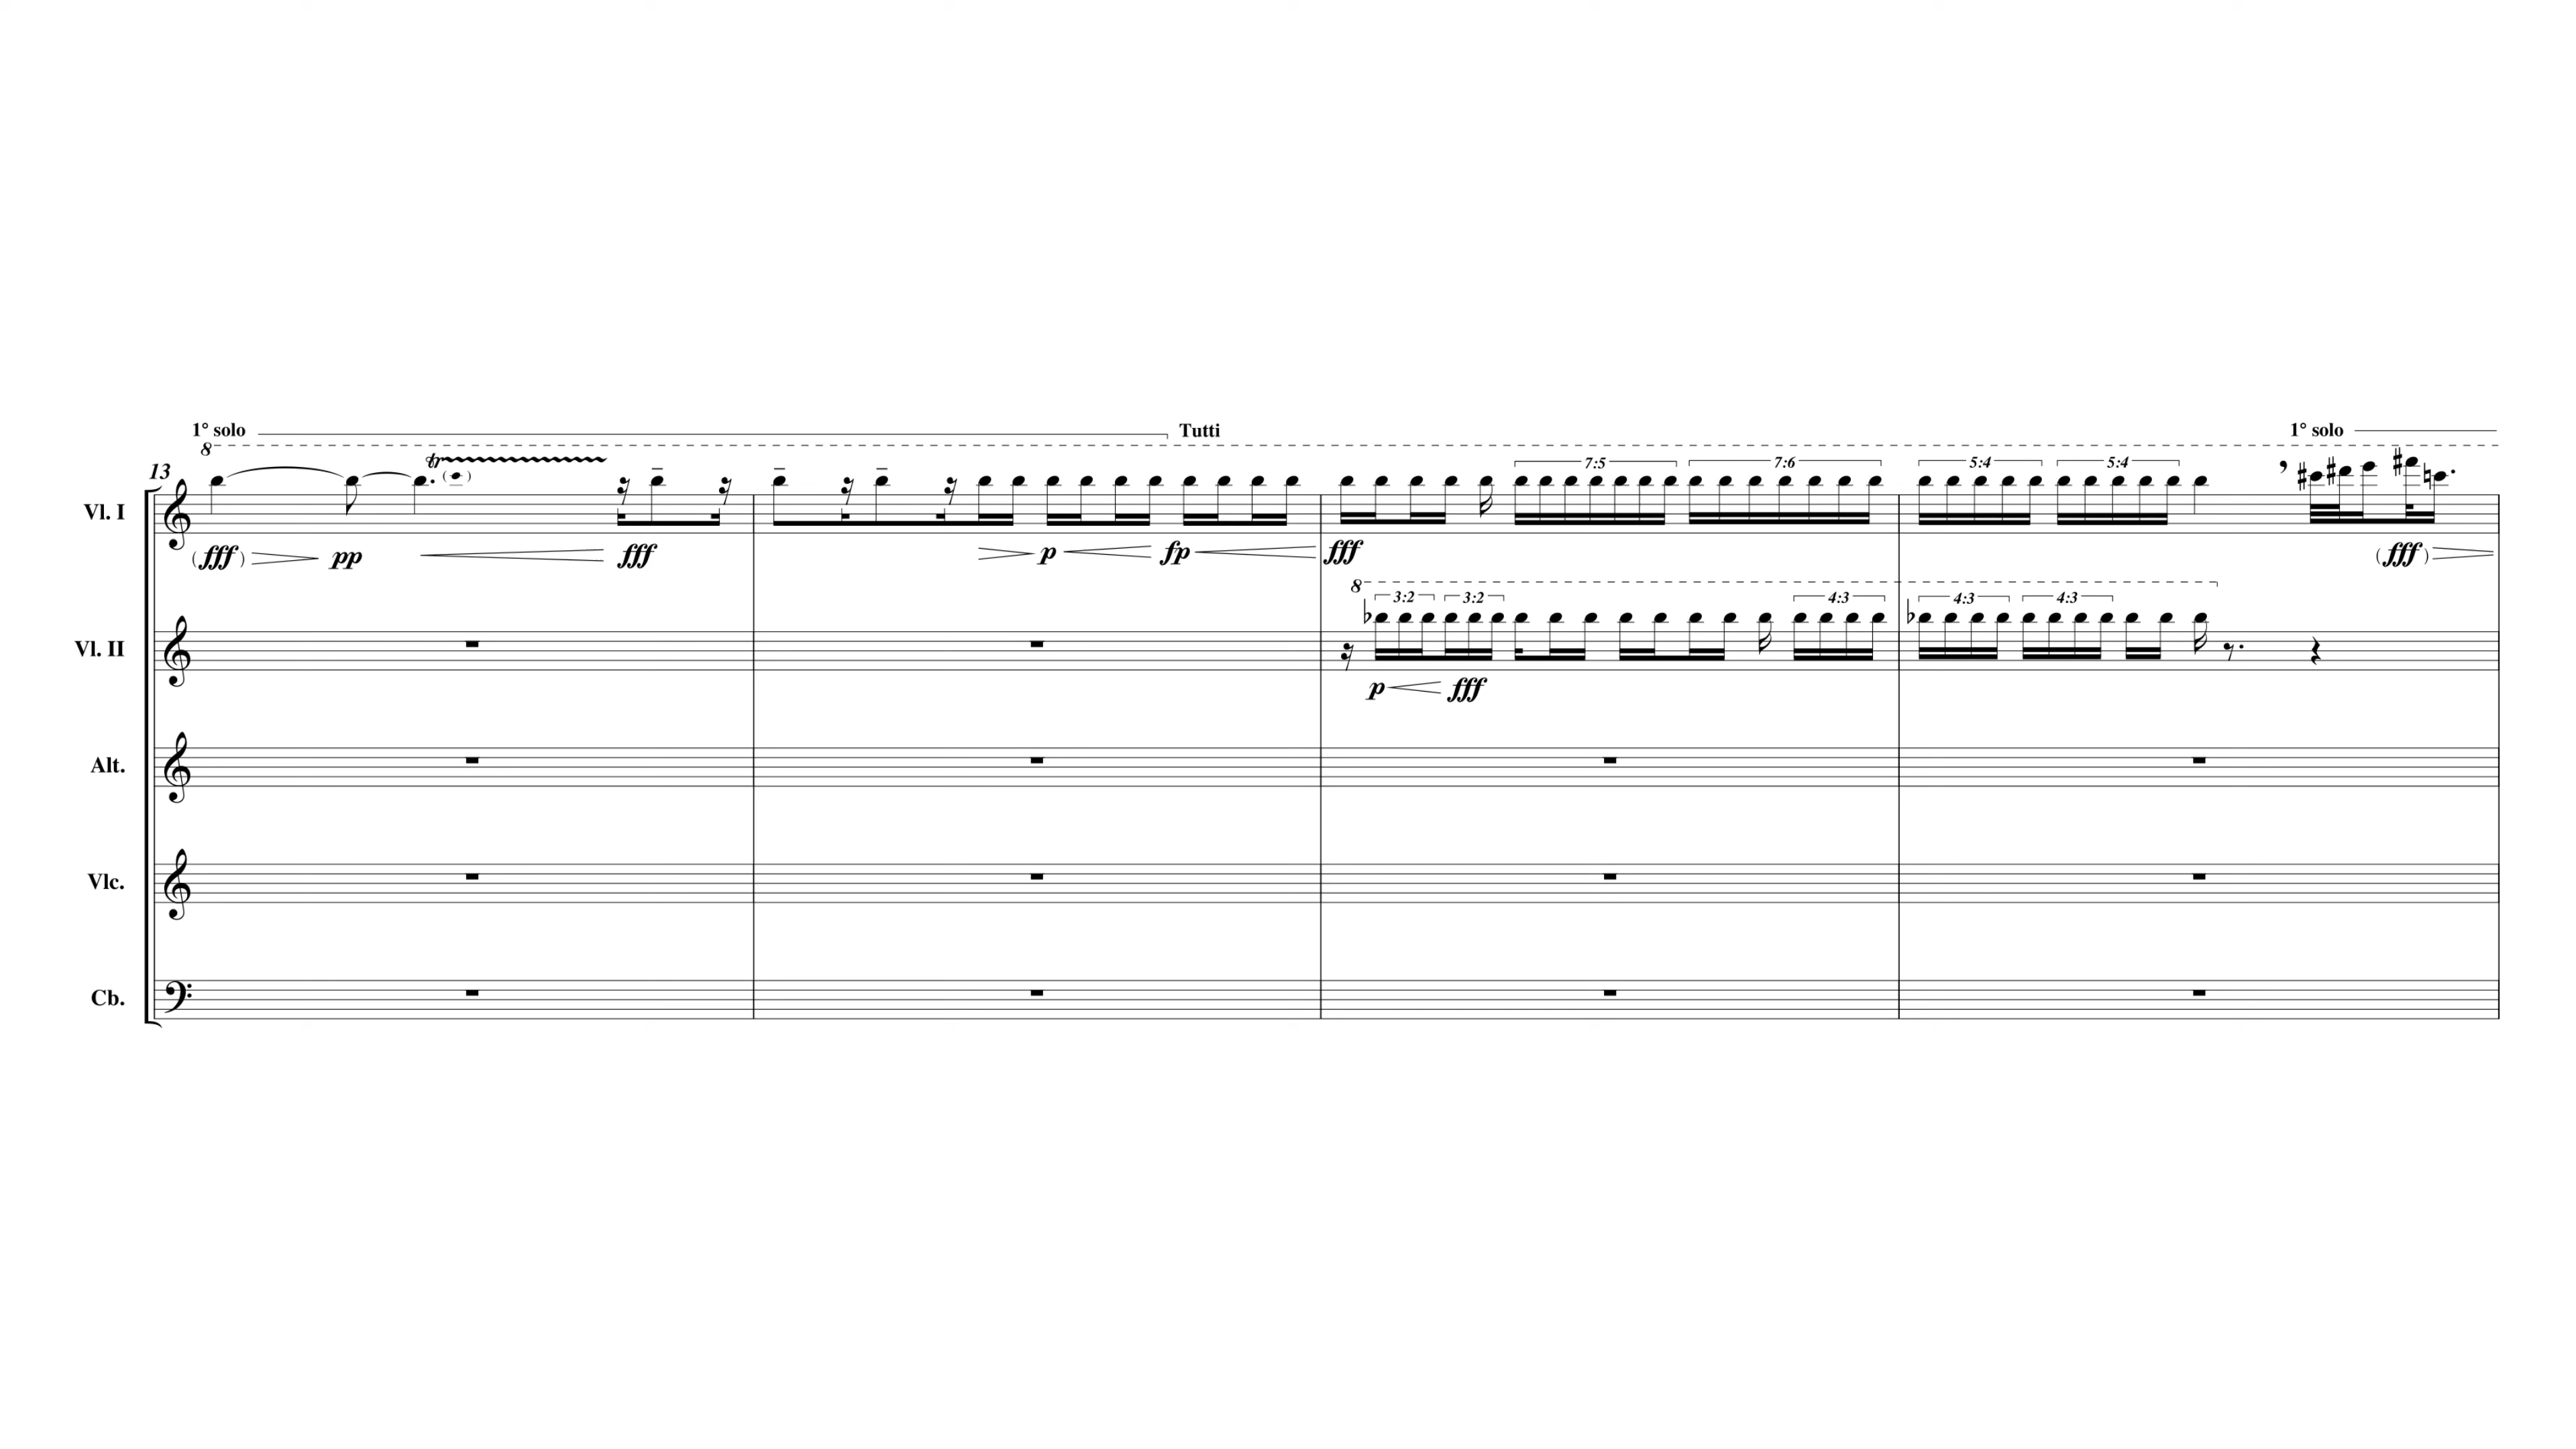 1° solo
Tutti
1° solo
8
13
7:5
7:6
5:4
5:4
Vl. I
(fff)
pp
fff
p
fp
fff
(fff)
8
3:2
3:2
4:3
4:3
4:3
Vl. II
p
fff
Alt.
Vlc.
Cb.